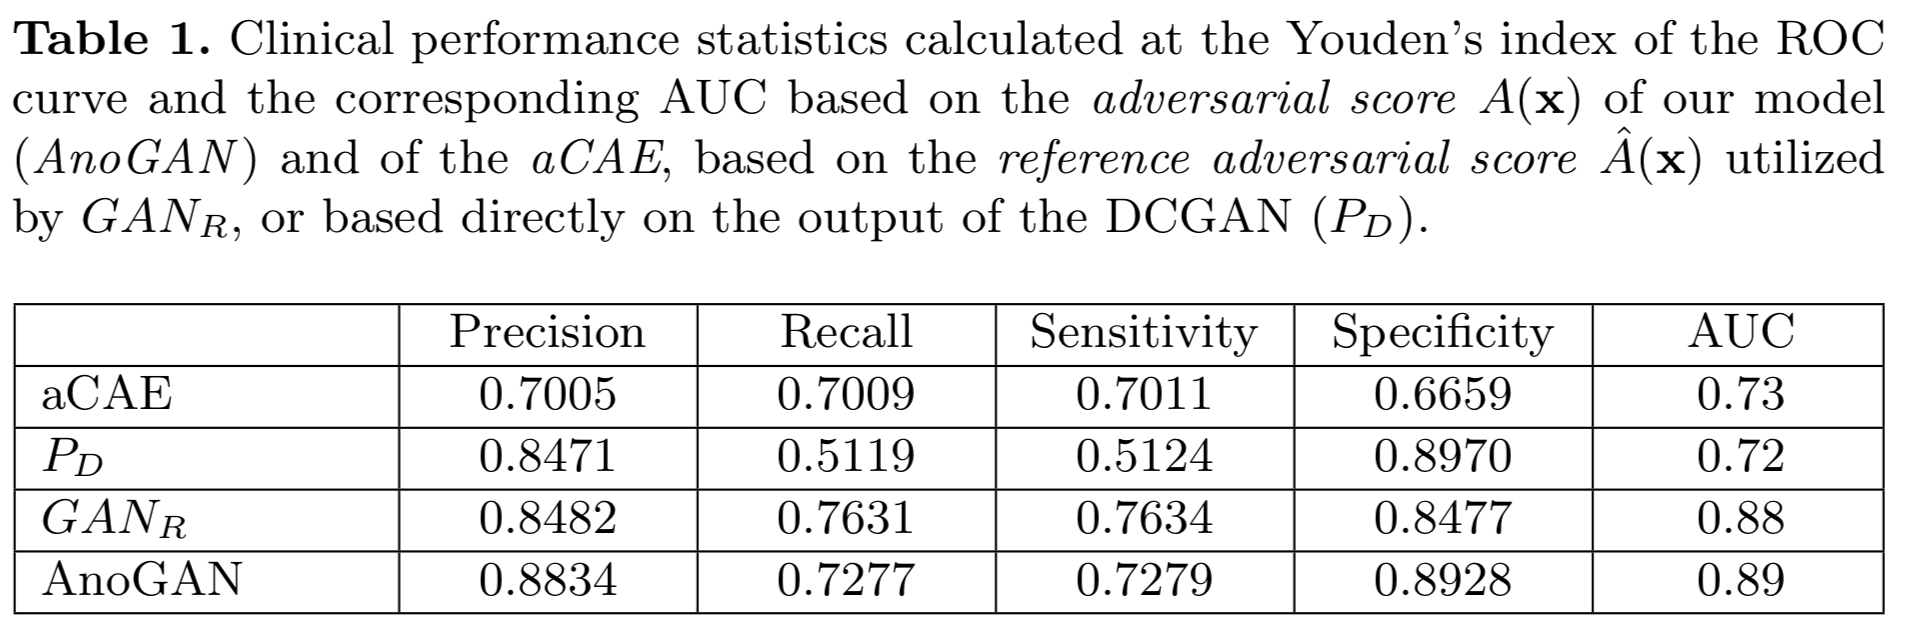 Table 1. Clinical performance statistics calculated at the Youden's index of the ROC
curve and the corresponding AUC based on the adversarial score A(x) of our model
(AnoGAN) and of the aCAE, based on the reference adversarial score Â(x) utilized
by GAN_R, or based directly on the output of the DCGAN (P_D).
Precision Recall Sensitivity Specificity AUC
aCAE 0.7005 0.7009 0.7011 0.6659 0.73
P_D 0.8471 0.5119 0.5124 0.8970 0.72
GAN_R 0.8482 0.7631 0.7634 0.8477 0.88
AnoGAN 0.8834 0.7277 0.7279 0.8928 0.89